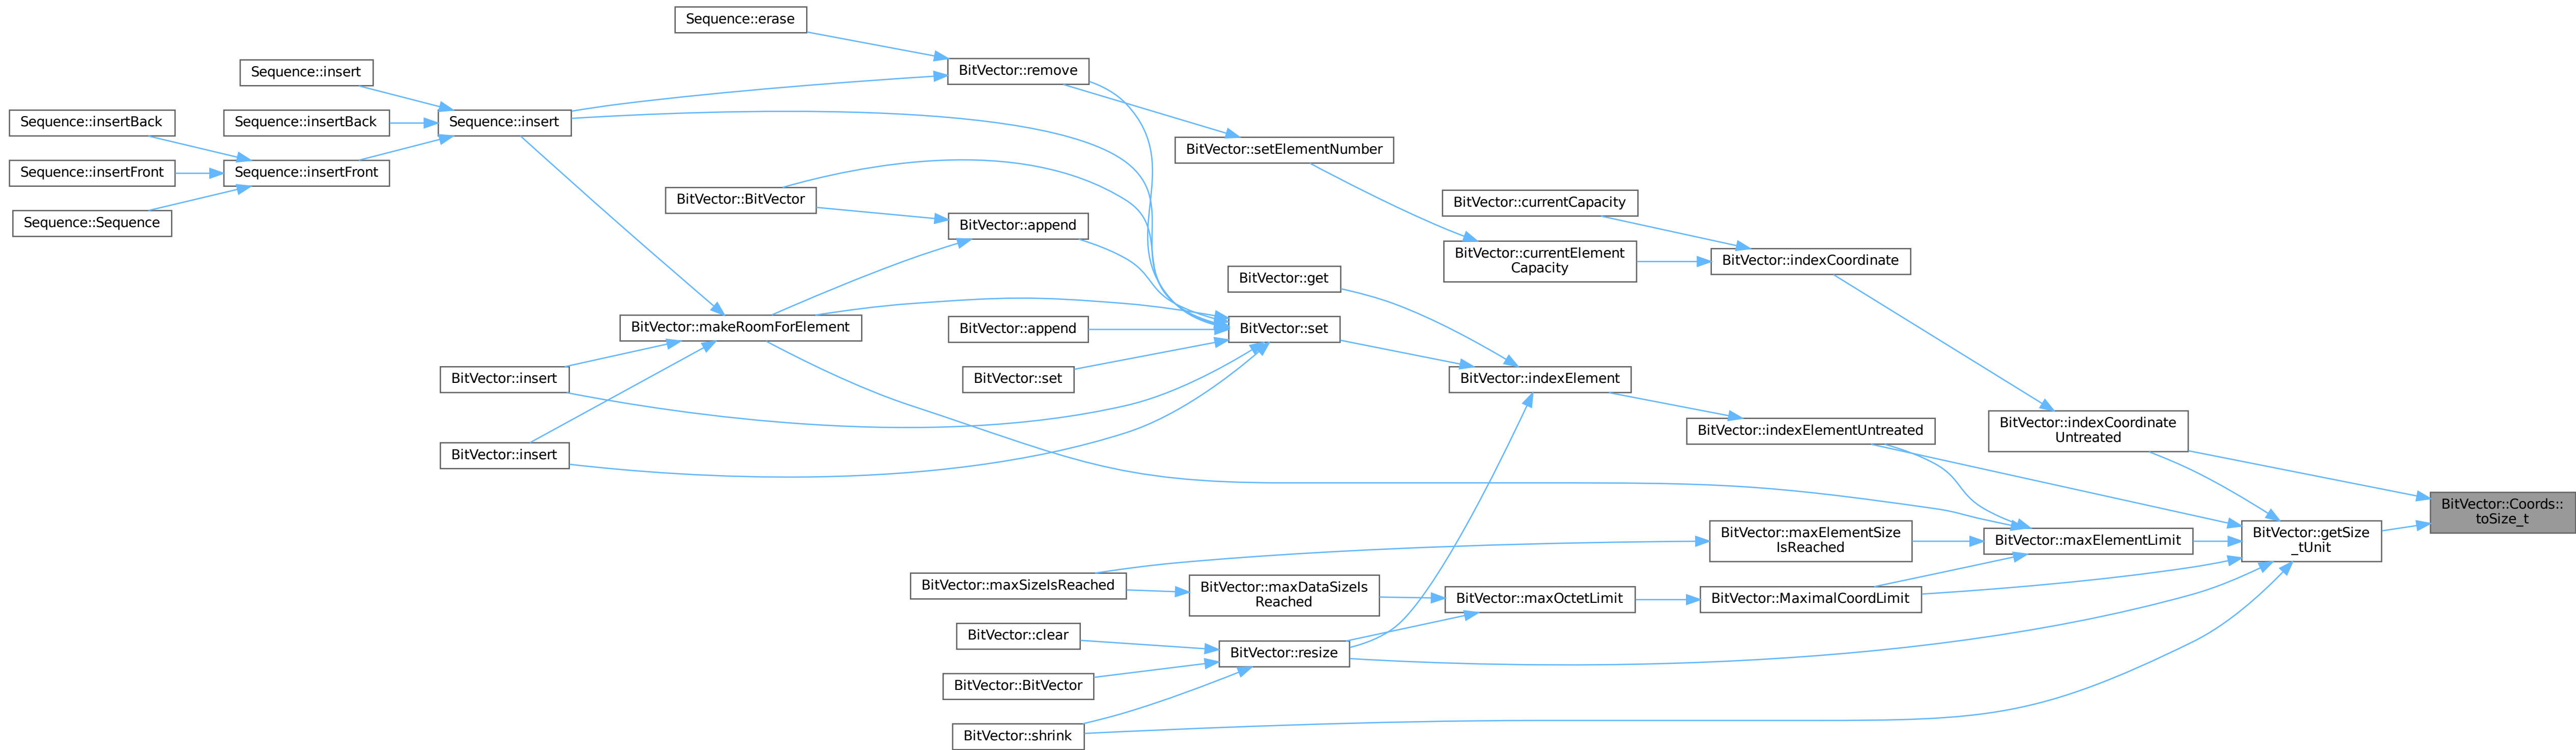 Sequence::erase
BitVector::remove
Sequence::insert
Sequence::insertBack
Sequence::insertBack
Sequence::insert
BitVector::setElementNumber
Sequence::insertFront
Sequence::insertFront
BitVector::BitVector
BitVector::currentCapacity
Sequence::Sequence
BitVector::append
BitVector::currentElement
Capacity
BitVector::indexCoordinate
BitVector::get
BitVector::makeRoomForElement
BitVector::append
BitVector::set
BitVector::insert
BitVector::set
BitVector::indexElement
BitVector::indexElementUntreated
BitVector::indexCoordinate
Untreated
BitVector::insert
BitVector::Coords::
toSize_t
BitVector::maxElementSize
IsReached
BitVector::maxElementLimit
BitVector::getSize
_tUnit
BitVector::maxSizeIsReached
BitVector::maxDataSizeIs
Reached
BitVector::maxOctetLimit
BitVector::MaximalCoordLimit
BitVector::clear
BitVector::resize
BitVector::BitVector
BitVector::shrink